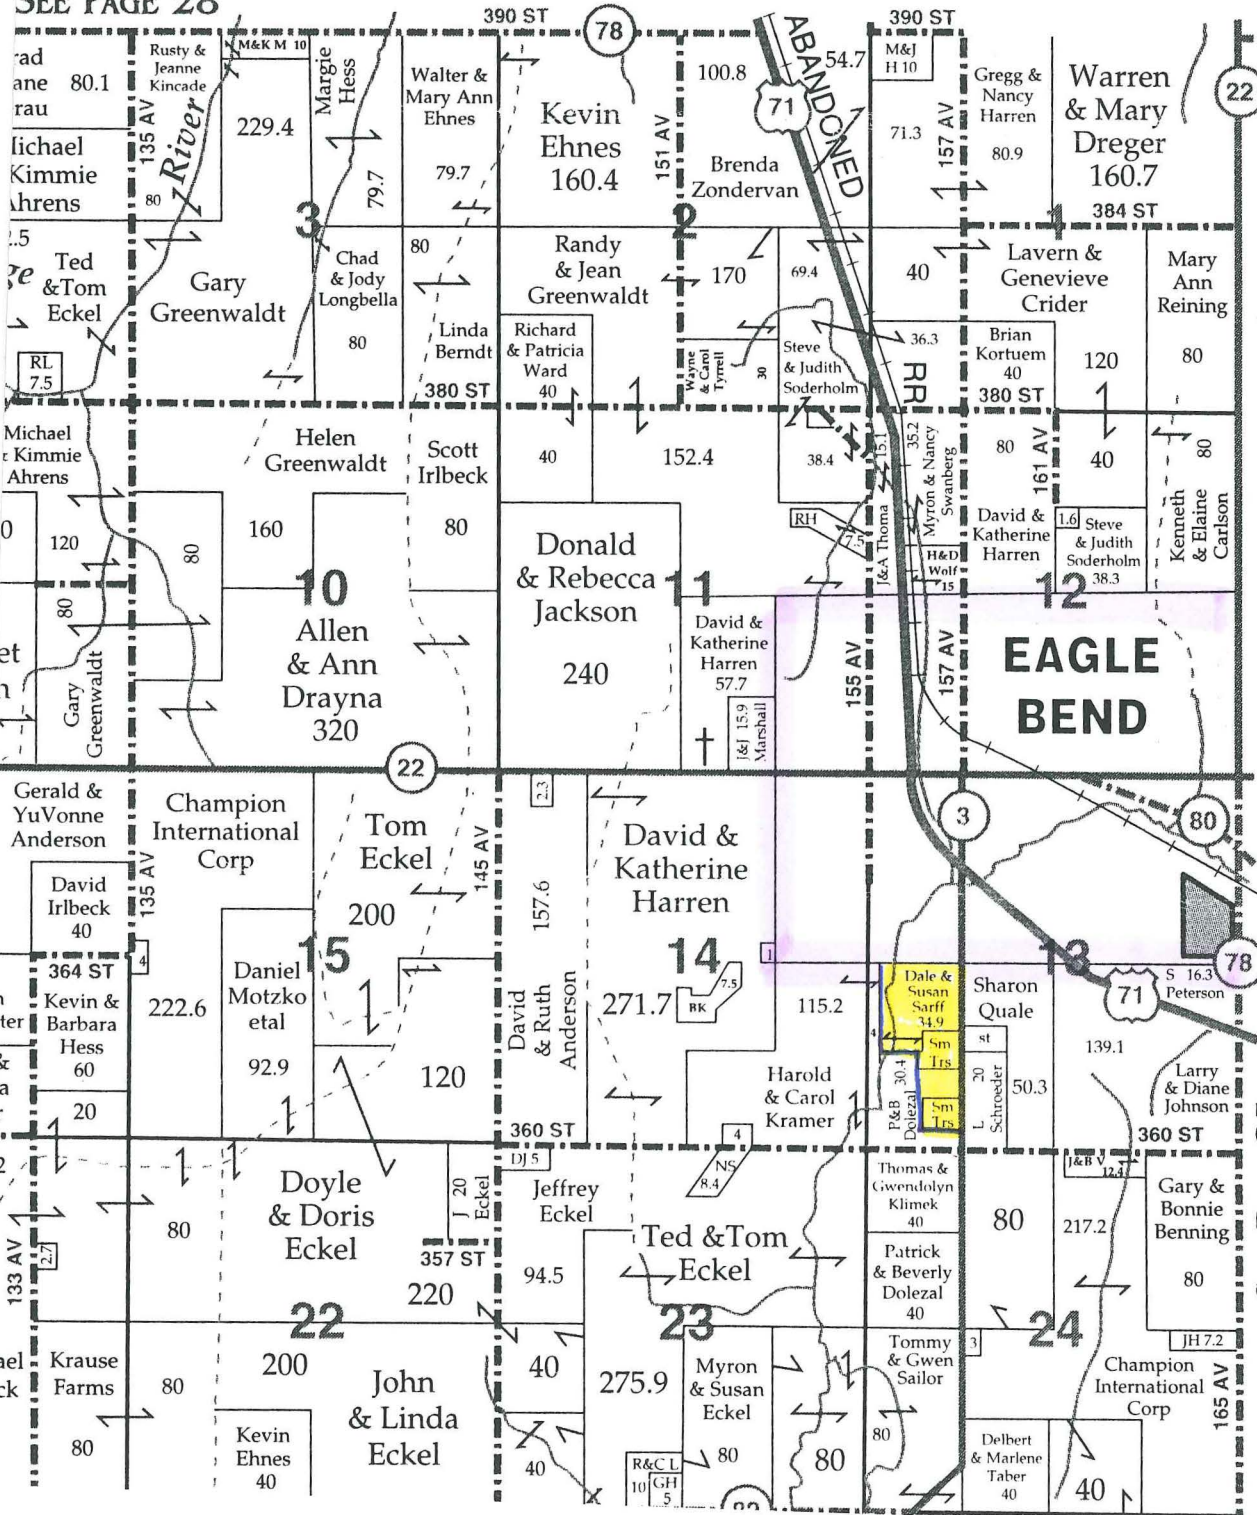 SEE PAGE 28
390 ST
78
390 ST
rad
ane 80.1
rau
135 AV
Rusty &
Jeanne
Kincade
80
River
M&K M 10
229.4
Margie
Hess
79.7
Walter &
Mary Ann
Ehnes
79.7
Kevin
Ehnes
160.4
151 AV
100.8
71
ABANDONED
54.7
Brenda
Zondervan
M&J
H 10
71.3
157 AV
Gregg &
Nancy
Harren
80.9
Warren
& Mary
Dreger
160.7
22
384 ST
Michael
Kimmie
Ahrens
3
2
1
2.5
ge
Ted
&Tom
Eckel
RL
7.5
Gary
Greenwaldt
Chad
& Jody
Longbella
80
80
Linda
Berndt
380 ST
Randy
& Jean
Greenwaldt
Richard
& Patricia
Ward
40
170
Wayne
& Carol
Tyrrell
30
69.4
Steve
& Judith
Soderholm
40
36.3
RR
Lavern &
Genevieve
Crider
Brian
Kortuem
40
380 ST
120
Mary
Ann
Reining
80
Michael
& Kimmie
Ahrens
0
120
80
Gary
Greenwaldt
et
n
Helen
Greenwaldt
160
80
10
Allen
& Ann
Drayna
320
Scott
Irlbeck
80
40
152.4
38.4
RH
7.5
15.1
J&A Thoma
35.2
Myron & Nancy
Swanberg
H&D
Wolf
15
80
161 AV
David &
Katherine
Harren
40
1.6
Steve
& Judith
Soderholm
38.3
80
Kenneth
& Elaine
Carlson
Donald
& Rebecca
Jackson
240
11
David &
Katherine
Harren
57.7
J&J 15.9
Marshall
155 AV
157 AV
12
EAGLE
BEND
22
Gerald &
YuVonne
Anderson
135 AV
David
Irlbeck
40
364 ST
4
Kevin &
Barbara
Hess
60
20
Champion
International
Corp
222.6
Tom
Eckel
200
15
Daniel
Motzko
etal
92.9
120
145 AV
2.3
157.6
David
& Ruth
Anderson
David &
Katherine
Harren
14
271.7
7.5
BK
1
115.2
Harold
& Carol
Kramer
4
360 ST
3
80
13
78
71
4
Dale &
Susan
Sarff
34.9
Sm
Trs
Sm
Trs
P&B 30.4
Dolezal
Sharon
Quale
st
L 20
Schroeder
50.3
139.1
S 16.3
Peterson
Larry
& Diane
Johnson
360 ST
ter
&
a
2
133 AV
2.7
80
Doyle
& Doris
Eckel
220
J 20
Eckel
357 ST
DJ 5
Jeffrey
Eckel
94.5
NS
8.4
Ted &Tom
Eckel
Thomas &
Gwendolyn
Klimek
40
Patrick
& Beverly
Dolezal
40
80
J&B V
12.4
217.2
Gary &
Bonnie
Benning
80
22
23
24
ael
ck
Krause
Farms
80
80
200
Kevin
Ehnes
40
John
& Linda
Eckel
40
40
275.9
R&C L
10
GH
5
Myron
& Susan
Eckel
80
80
Tommy
& Gwen
Sailor
80
3
Delbert
& Marlene
Taber
40
40
Champion
International
Corp
JH 7.2
165 AV